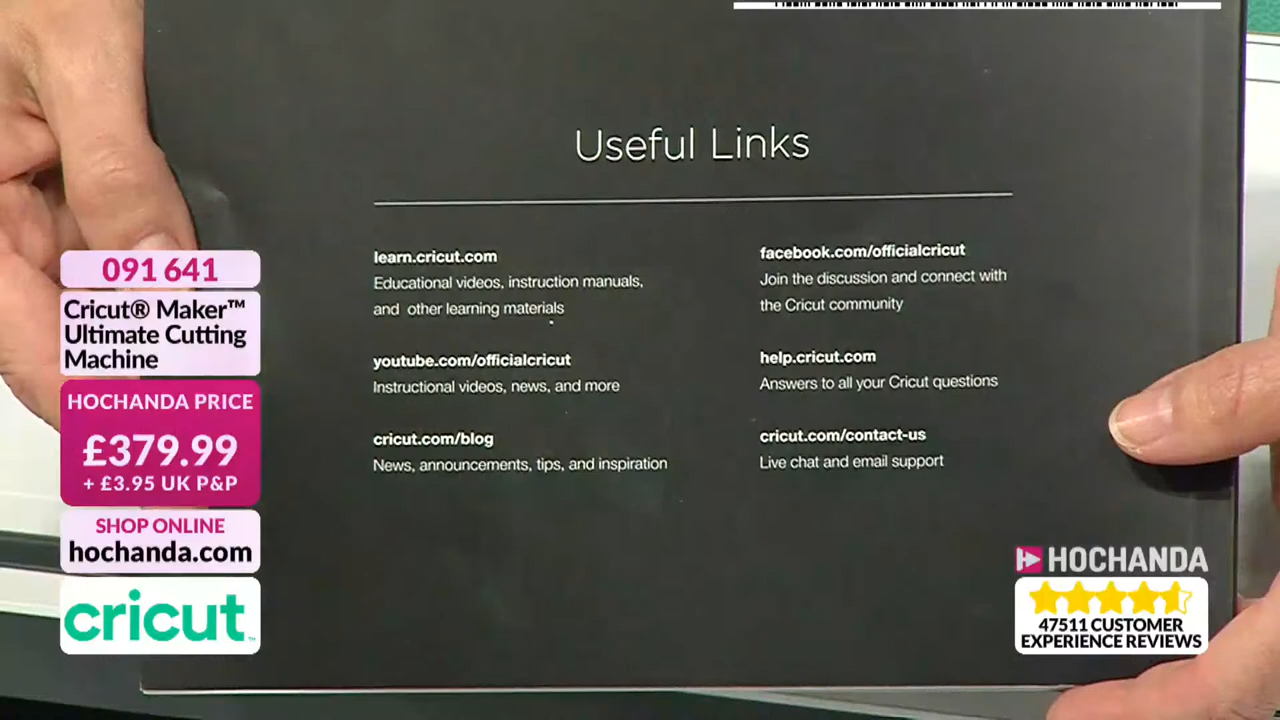 Useful Links
learn.cricut.com
Educational videos, instruction manuals,
and other learning materials
youtube.com/officialcricut
Instructional videos, news, and more
cricut.com/blog
News, announcements, tips, and inspiration
facebook.com/officialcricut
Join the discussion and connect with
the Cricut community
help.cricut.com
Answers to all your Cricut questions
cricut.com/contact-us
Live chat and email support
091 641
Cricut® Maker™
Ultimate Cutting
Machine
HOCHANDA PRICE
£379.99
+ £3.95 UK P&P
SHOP ONLINE
hochanda.com
cricut™
HOCHANDA
47511 CUSTOMER
EXPERIENCE REVIEWS